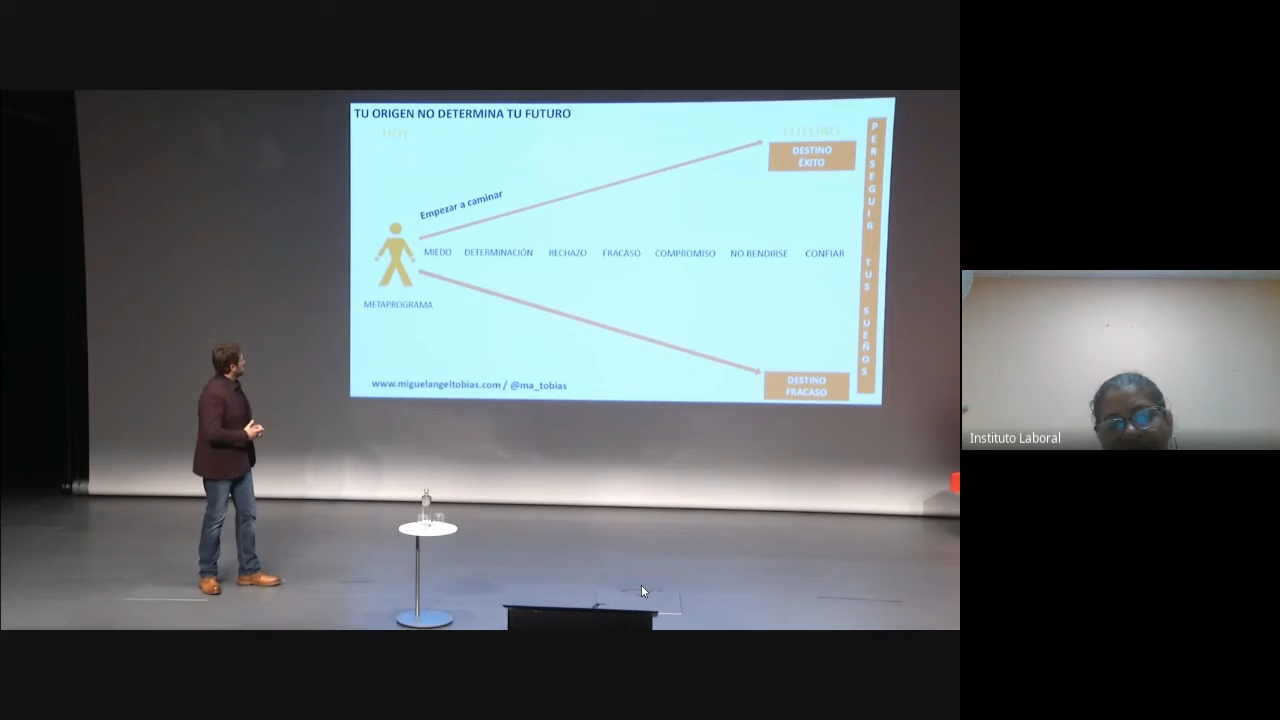 TU ORIGEN NO DETERMINA TU FUTURO
HOY
FUTURO
DESTINO
ÉXITO
Empezar a caminar
MIEDO DETERMINACIÓN RECHAZO FRACASO COMPROMISO NO RENDIRSE CONFIAR
METAPROGRAMA
DESTINO
FRACASO
www.miguelangeltobias.com / @ma_tobias
PERSEGUIR TUS SUEÑOS
Instituto Laboral